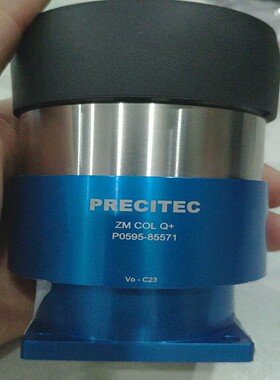 PRECITEC
ZM COL Q+
P0595-85571
Vo - C23